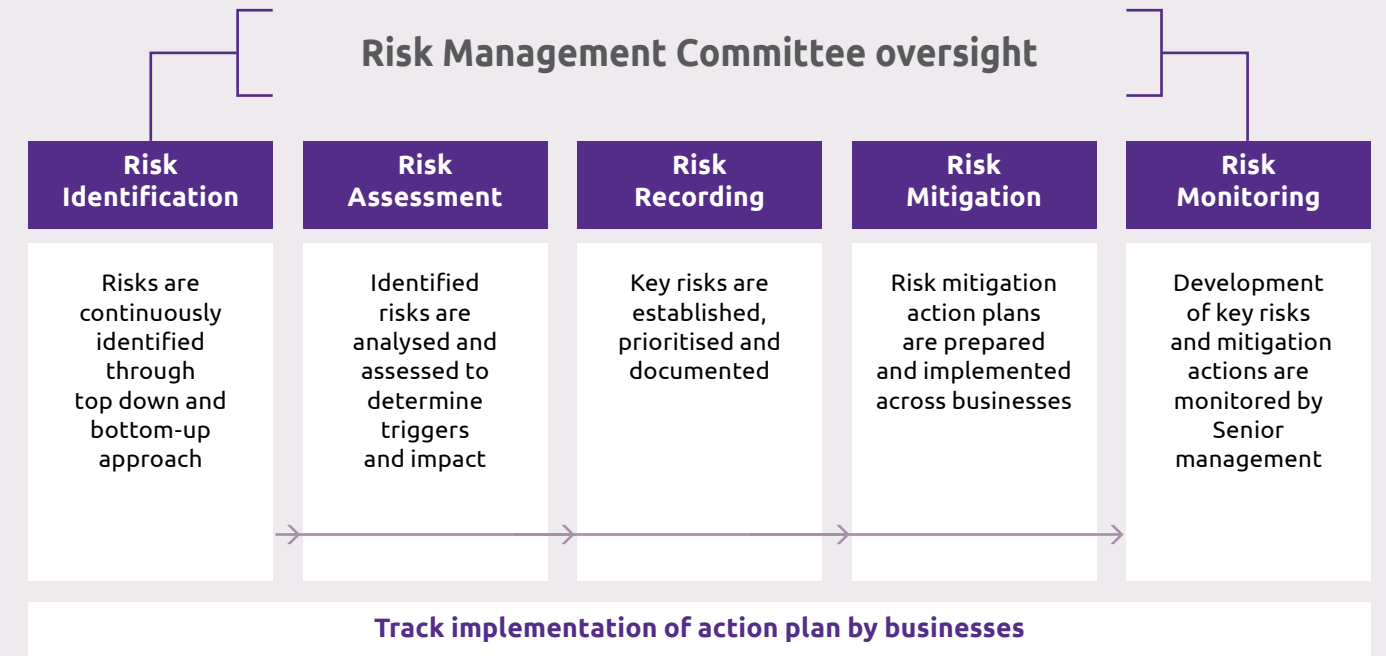 Risk Management Committee oversight
Risk
Identification
Risks are
continuously
identified
through
top down and
bottom-up
approach
Risk
Assessment
Identified
risks are
analysed and
assessed to
determine
triggers
and impact
Risk
Recording
Key risks are
established,
prioritised and
documented
Risk
Mitigation
Risk mitigation
action plans
are prepared
and implemented
across businesses
Risk
Monitoring
Development
of key risks
and mitigation
actions are
monitored by
Senior
management
Track implementation of action plan by businesses